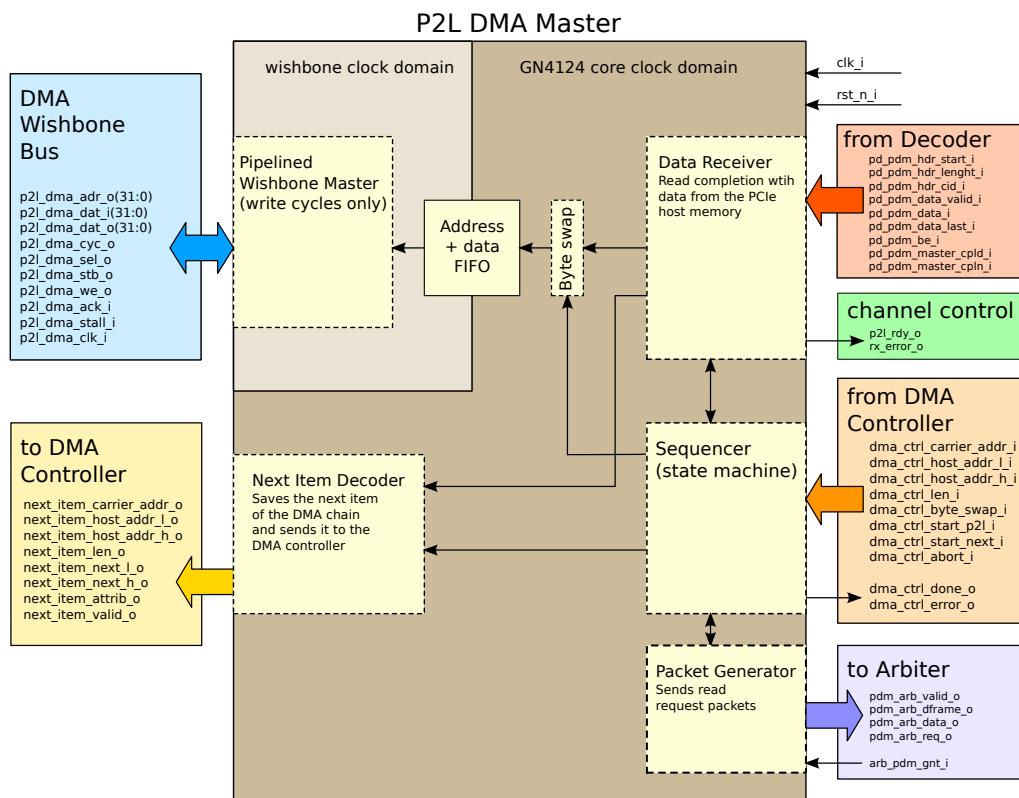 P2L DMA Master
wishbone clock domain
GN4124 core clock domain
clk_i
rst_n_i
DMA
Wishbone
Bus
p2l_dma_adr_o(31:0)
p2l_dma_dat_i(31:0)
p2l_dma_dat_o(31:0)
p2l_dma_cyc_o
p2l_dma_sel_o
p2l_dma_stb_o
p2l_dma_we_o
p2l_dma_ack_i
p2l_dma_stall_i
p2l_dma_clk_i
Pipelined
Wishbone Master
(write cycles only)
Address
+ data
FIFO
Byte swap
Data Receiver
Read completion wtih
data from the PCIe
host memory
from Decoder
pd_pdm_hdr_start_i
pd_pdm_hdr_lenght_i
pd_pdm_hdr_cid_i
pd_pdm_data_valid_i
pd_pdm_data_i
pd_pdm_data_last_i
pd_pdm_be_i
pd_pdm_master_cpld_i
pd_pdm_master_cpln_i
channel control
p2l_rdy_o
rx_error_o
to DMA
Controller
next_item_carrier_addr_o
next_item_host_addr_l_o
next_item_host_addr_h_o
next_item_len_o
next_item_next_l_o
next_item_next_h_o
next_item_attrib_o
next_item_valid_o
Next Item Decoder
Saves the next item
of the DMA chain
and sends it to the
DMA controller
Sequencer
(state machine)
from DMA
Controller
dma_ctrl_carrier_addr_i
dma_ctrl_host_addr_l_i
dma_ctrl_host_addr_h_i
dma_ctrl_len_i
dma_ctrl_byte_swap_i
dma_ctrl_start_p2l_i
dma_ctrl_start_next_i
dma_ctrl_abort_i
dma_ctrl_done_o
dma_ctrl_error_o
Packet Generator
Sends read
request packets
to Arbiter
pdm_arb_valid_o
pdm_arb_dframe_o
pdm_arb_data_o
pdm_arb_req_o
arb_pdm_gnt_i